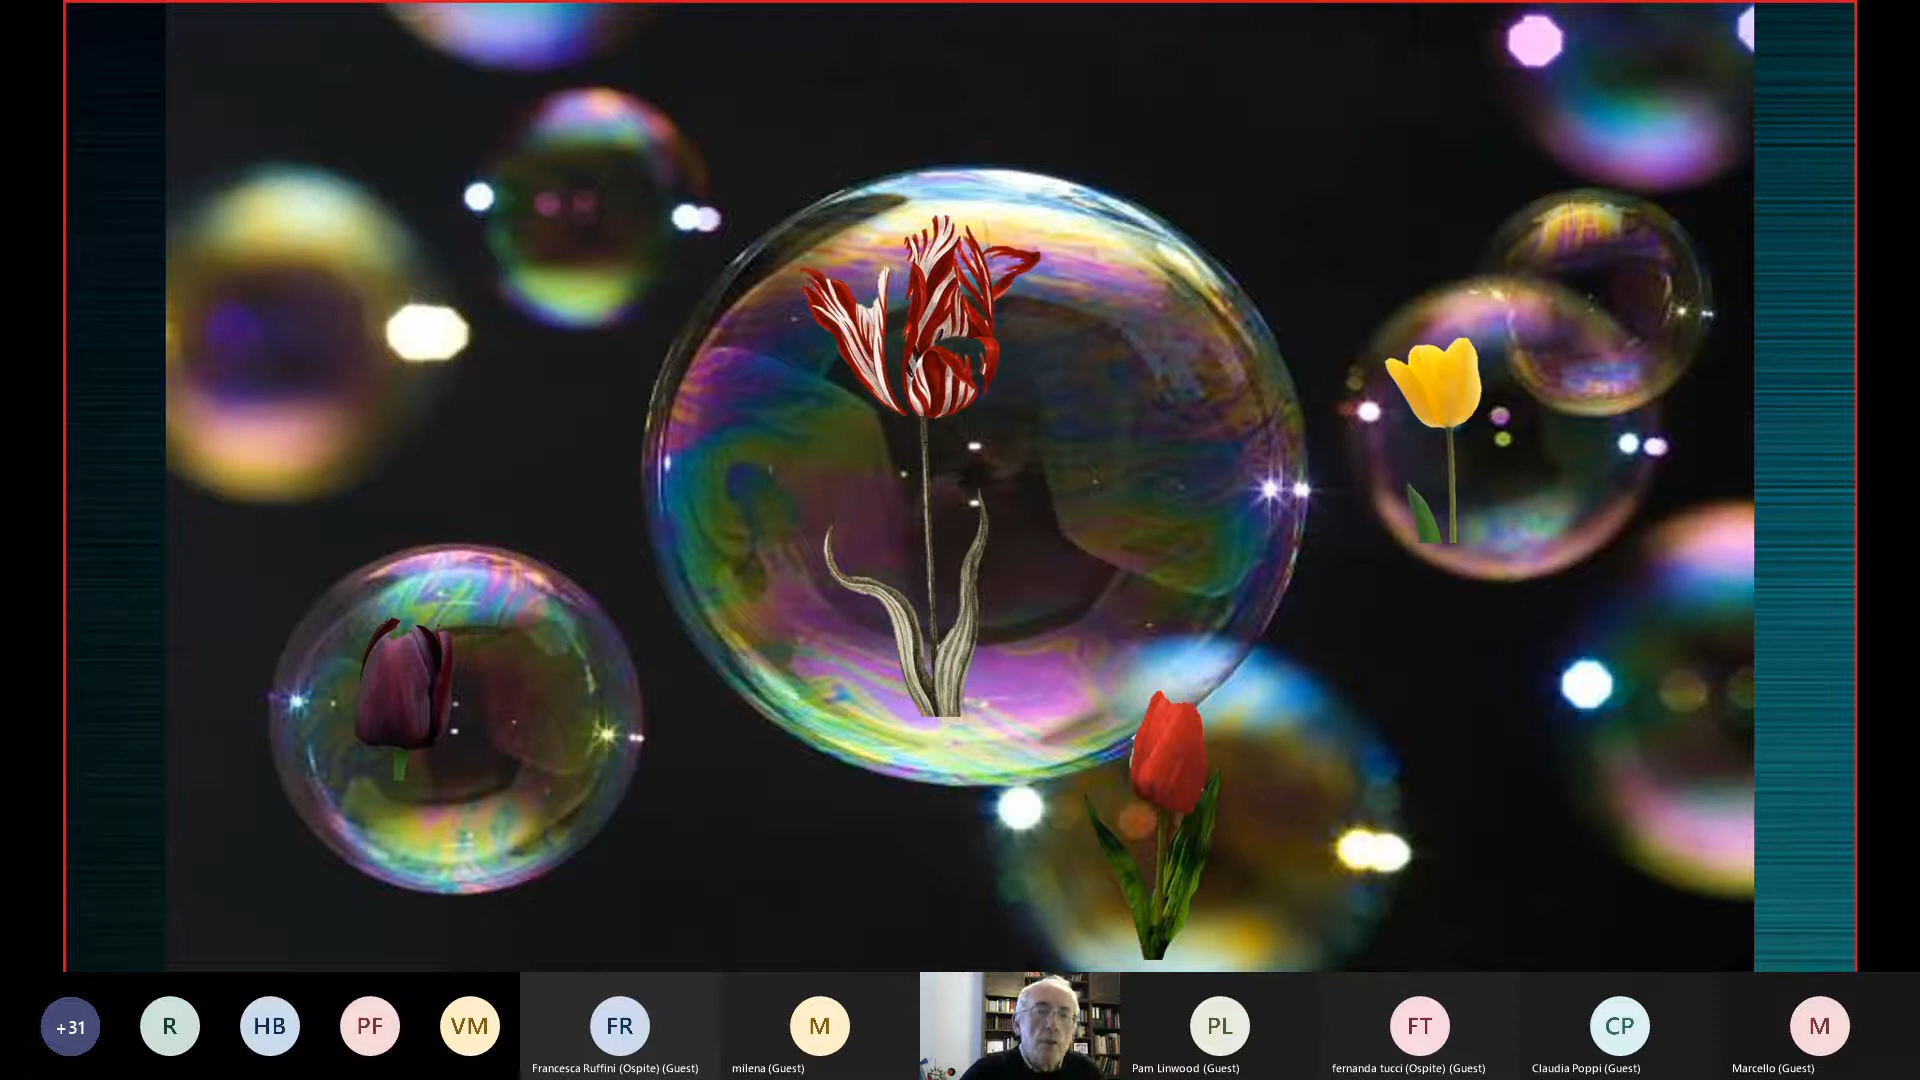 +31
R
HB
PF
VM
FR
M
PL
FT
CP
M
Francesca Ruffini (Ospite) (Guest)
milena (Guest)
Pam Linwood (Guest)
fernanda tucci (Ospite) (Guest)
Claudia Poppi (Guest)
Marcello (Guest)